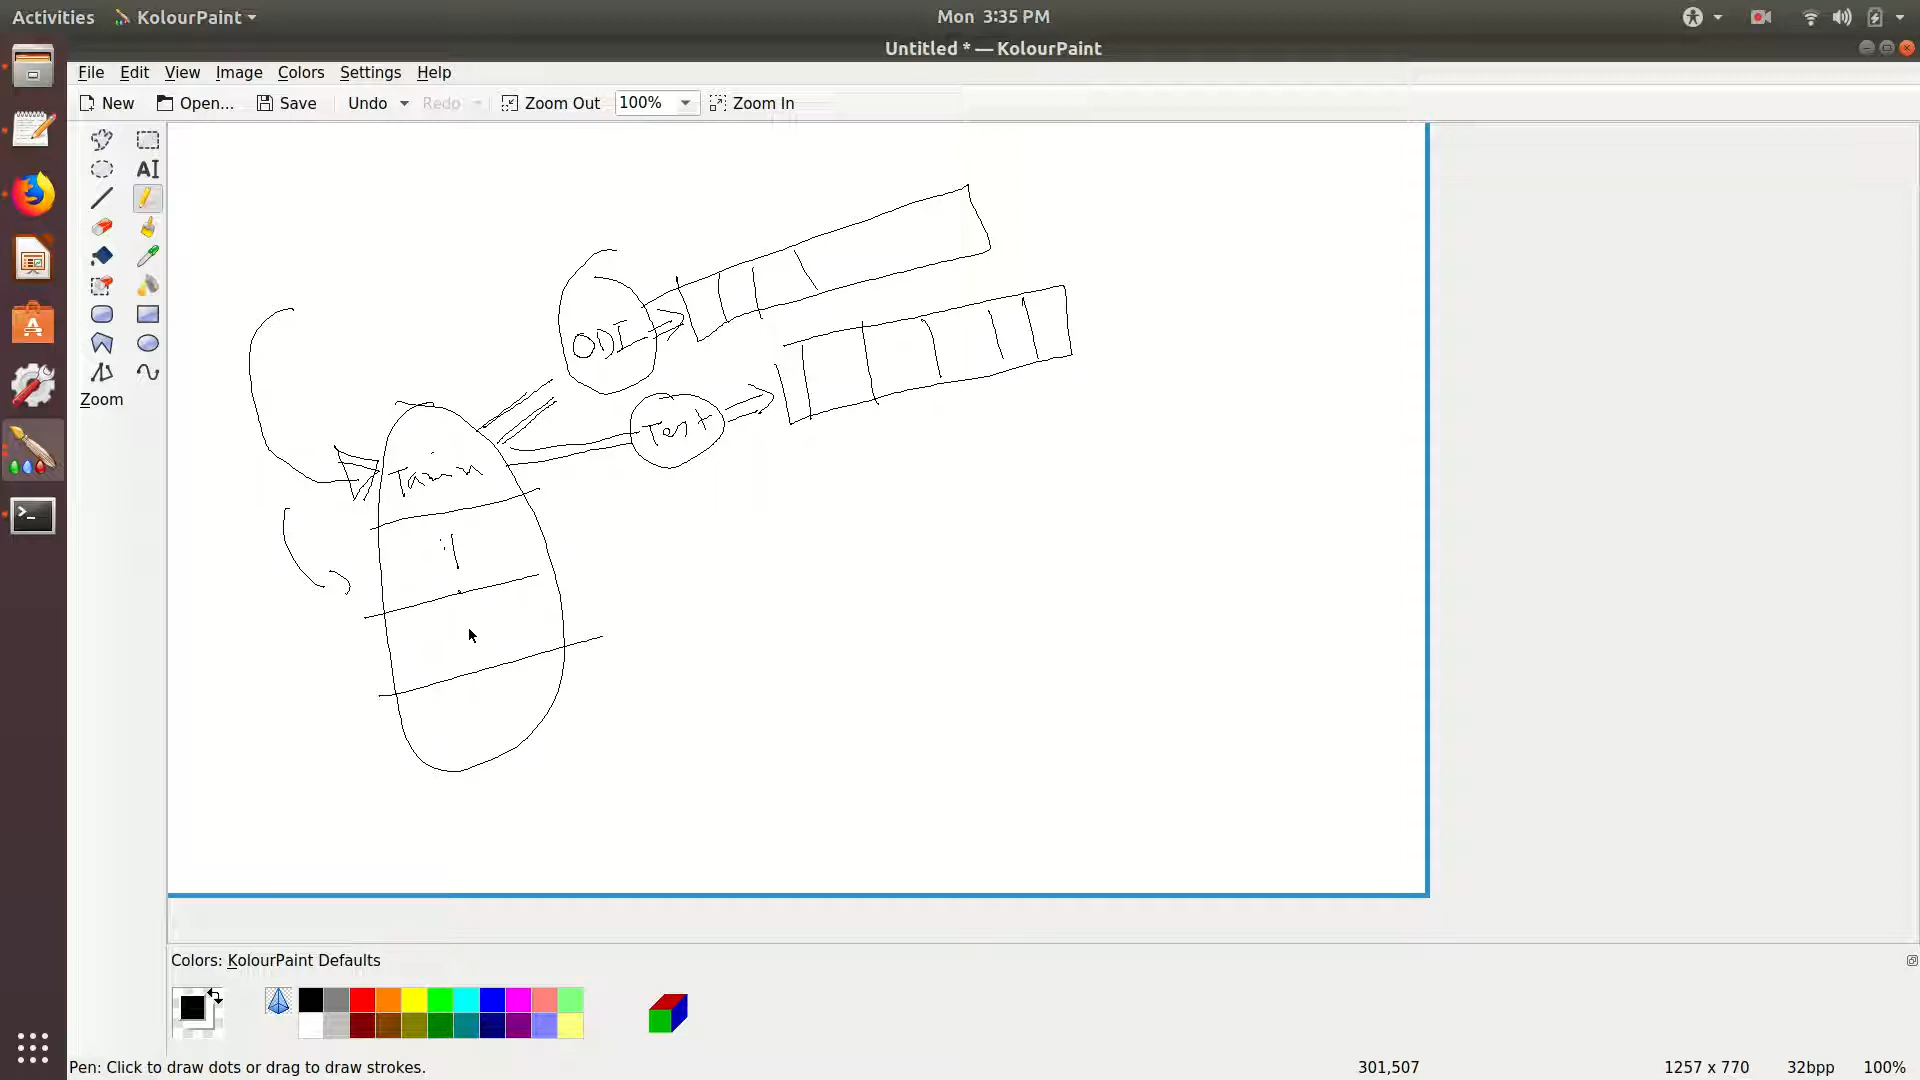 Activities KolourPaint Mon 3:35 PM
Untitled * — KolourPaint
File Edit View Image Colors Settings Help
New Open... Save Undo Redo Zoom Out 100% Zoom In
AI
Zoom
ODI
Test
Colors: KolourPaint Defaults
Pen: Click to draw dots or drag to draw strokes. 301,507 1257 x 770 32bpp 100%